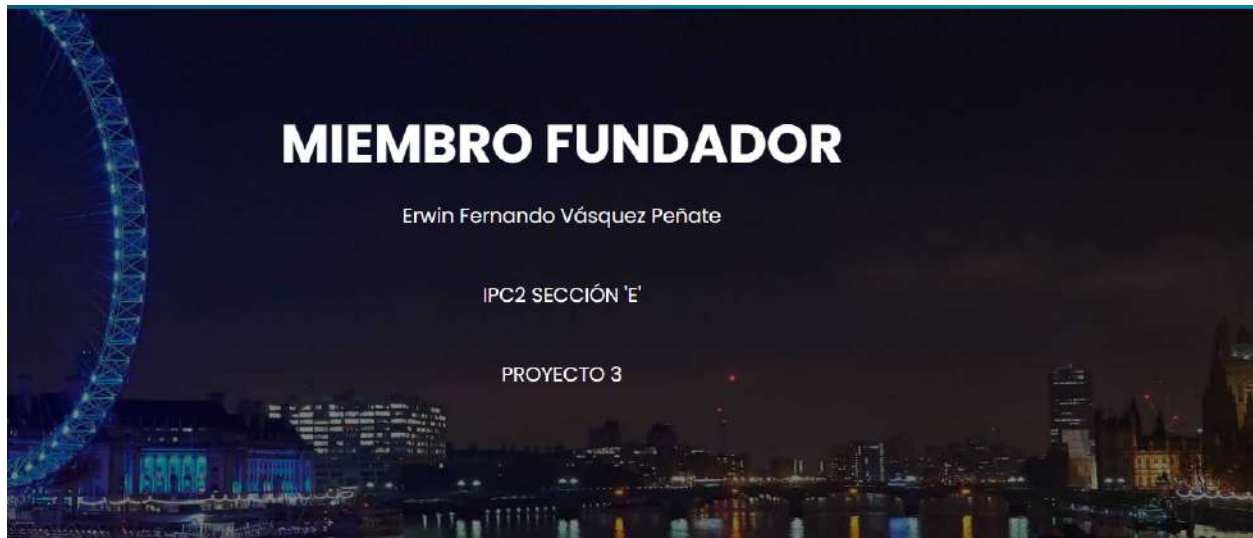 MIEMBRO FUNDADOR
Erwin Fernando Vásquez Peñate
IPC2 SECCIÓN 'E'
PROYECTO 3